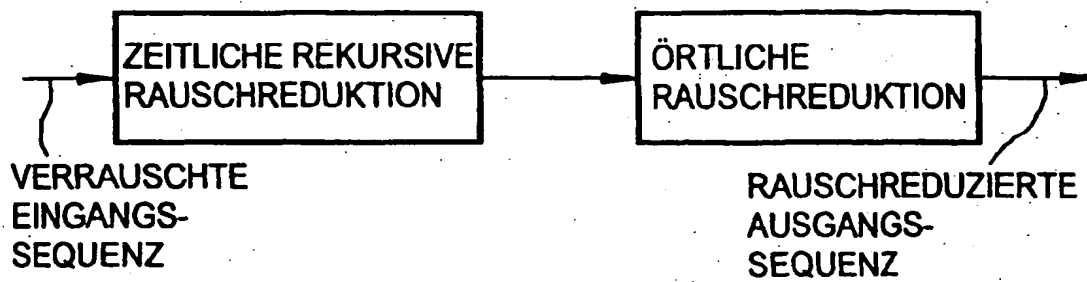 ZEITLICHE REKURSIVE
RAUSCHREDUKTION
ÖRTLICHE
RAUSCHREDUKTION
VERRAUSCHTE
EINGANGS-
SEQUENZ
RAUSCHREDUZIERTE
AUSGANGS-
SEQUENZ